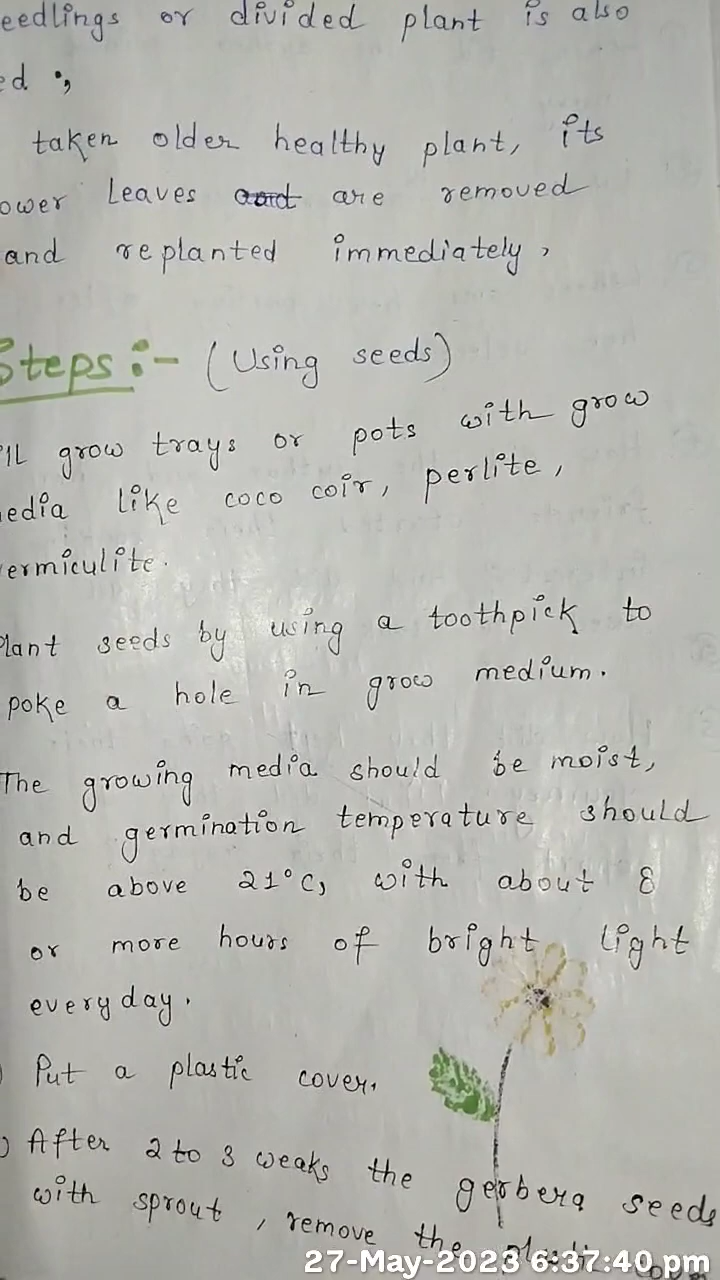 eedlings or divided plant is also
ed ;
taken older healthy plant, its
ower Leaves are removed
and replanted immediately,
Steps :- (Using seeds)
ill grow trays or pots with grow
edia like coco coir, perlite,
ermiculite.
Plant seeds by using a toothpick to
poke a hole in grow medium.
The growing media should be moist,
and germination temperature should
be above 21°C, with about 8
or more hours of bright light
everyday.
) Put a plastic cover.
) After 2 to 3 weaks the gerbera seeds
with sprout, remove the plastic
27-May-2023 6:37:40 pm